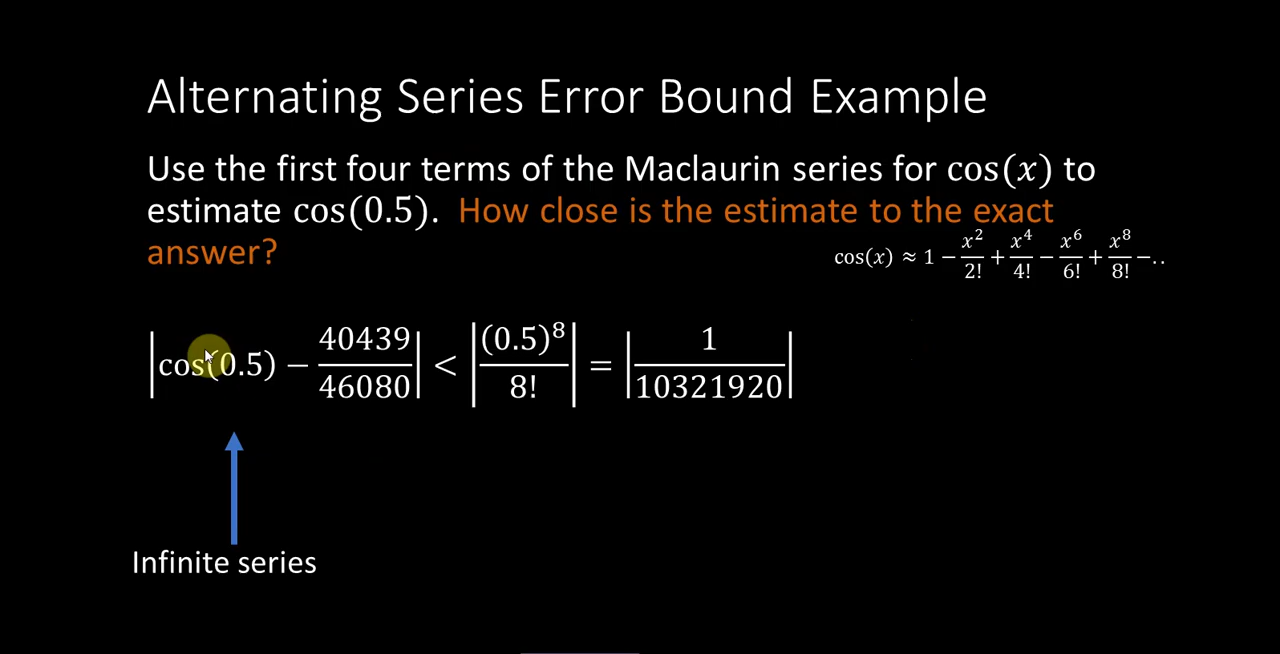 Alternating Series Error Bound Example
Use the first four terms of the Maclaurin series for cos(𝑥) to
estimate cos(0.5). How close is the estimate to the exact
answer?
cos(𝑥) ≈ 1 − 𝑥²/2! + 𝑥⁴/4! − 𝑥⁶/6! + 𝑥⁸/8! −..
|cos(0.5) − 40439/46080| < |(0.5)⁸/8!| = |1/10321920|
Infinite series